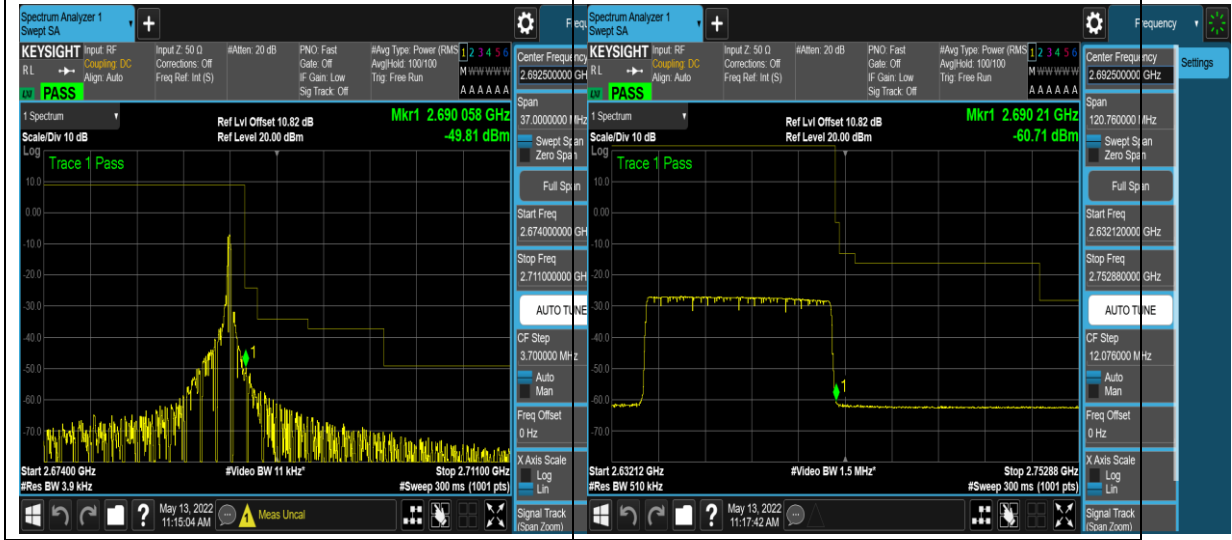 Spectrum Analyzer 1
Swept SA
+
Frequ
KEYSIGHT
RL
LXI
PASS
Input: RF
Coupling: DC
Align: Auto
Input Z: 50 Ω
Corrections: Off
Freq Ref: Int (S)
#Atten: 20 dB
PNO: Fast
Gate: Off
IF Gain: Low
Sig Track: Off
#Avg Type: Power (RMS
Avg|Hold: 100/100
Trig: Free Run
1 2 3 4 5 6
M W W W W W
A A A A A A
1 Spectrum
Scale/Div 10 dB
Log
Ref Lvl Offset 10.82 dB
Ref Level 20.00 dBm
Mkr1 2.690 058 GHz
-49.81 dBm
Trace 1 Pass
10.0
0.00
-10.0
-20.0
-30.0
-40.0
-50.0
-60.0
-70.0
1
Start 2.67400 GHz
#Res BW 3.9 kHz
#Video BW 11 kHz*
Stop 2.71100 GHz
#Sweep 300 ms (1001 pts)
Center Frequency
2.692500000 GHz
Span
37.0000000 MHz
Swept Span
Zero Span
Full Span
Start Freq
2.674000000 GH
Stop Freq
2.711000000 GH
AUTO TUNE
CF Step
3.700000 MHz
Auto
Man
Freq Offset
0 Hz
X Axis Scale
Log
Lin
Signal Track
(Span Zoom)
?
May 13, 2022
11:15:04 AM
Meas Uncal
Spectrum Analyzer 1
Swept SA
+
Frequency
Settings
KEYSIGHT
RL
LXI
PASS
Input: RF
Coupling: DC
Align: Auto
Input Z: 50 Ω
Corrections: Off
Freq Ref: Int (S)
#Atten: 20 dB
PNO: Fast
Gate: Off
IF Gain: Low
Sig Track: Off
#Avg Type: Power (RMS
Avg|Hold: 100/100
Trig: Free Run
1 2 3 4 5 6
M W W W W W
A A A A A A
1 Spectrum
Scale/Div 10 dB
Log
Ref Lvl Offset 10.82 dB
Ref Level 20.00 dBm
Mkr1 2.690 21 GHz
-60.71 dBm
Trace 1 Pass
10.0
0.00
-10.0
-20.0
-30.0
-40.0
-50.0
-60.0
-70.0
1
Start 2.63212 GHz
#Res BW 510 kHz
#Video BW 1.5 MHz*
Stop 2.75288 GHz
#Sweep 300 ms (1001 pts)
Center Frequency
2.692500000 GHz
Span
120.760000 MHz
Swept Span
Zero Span
Full Span
Start Freq
2.632120000 GHz
Stop Freq
2.752880000 GHz
AUTO TUNE
CF Step
12.076000 MHz
Auto
Man
Freq Offset
0 Hz
X Axis Scale
Log
Lin
Signal Track
(Span Zoom)
?
May 13, 2022
11:17:42 AM